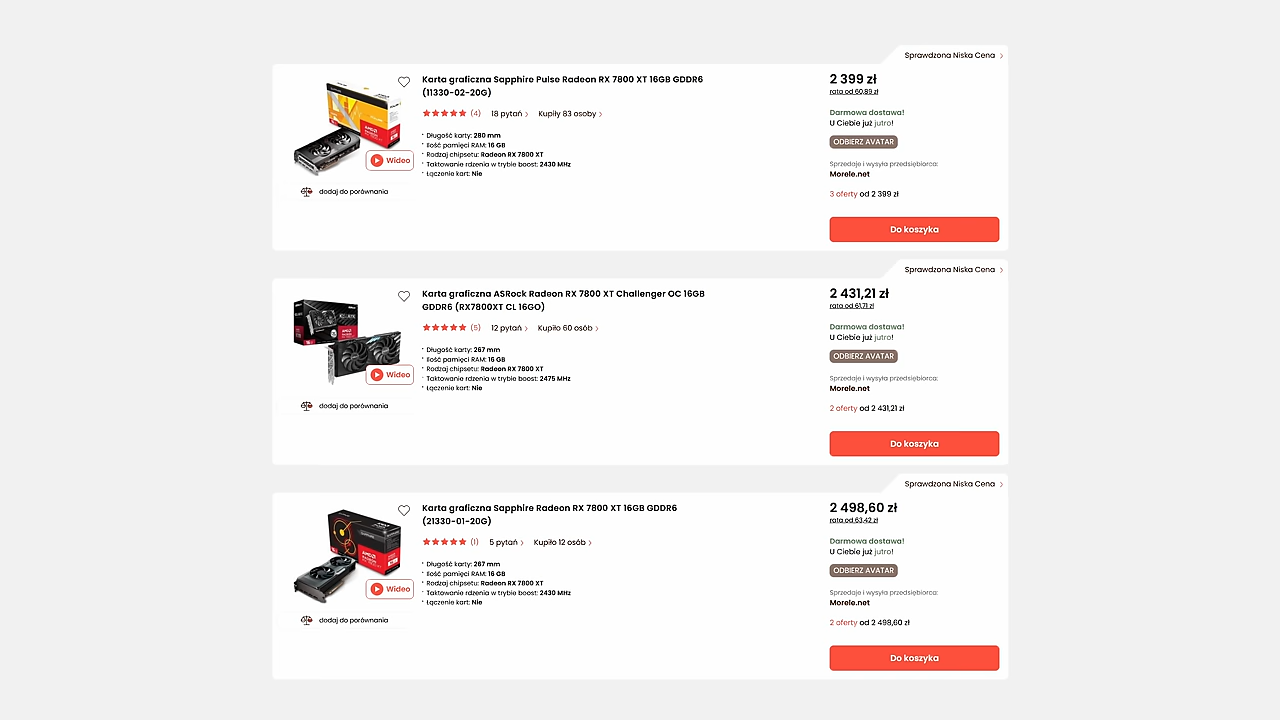 Sprawdzona Niska Cena
Karta graficzna Sapphire Pulse Radeon RX 7800 XT 16GB GDDR6
(11330-02-20G)
(4) 18 pytań Kupiły 83 osoby
Długość karty: 280 mm
Ilość pamięci RAM: 16 GB
Rodzaj chipsetu: Radeon RX 7800 XT
Taktowanie rdzenia w trybie boost: 2430 MHz
Łączenie kart: Nie
Wideo
dodaj do porównania
2 399 zł
rata od 60,89 zł
Darmowa dostawa!
U Ciebie już jutro!
ODBIERZ AVATAR
Sprzedaje i wysyła przedsiębiorca:
Morele.net
3 oferty od 2 399 zł
Do koszyka
Sprawdzona Niska Cena
Karta graficzna ASRock Radeon RX 7800 XT Challenger OC 16GB
GDDR6 (RX7800XT CL 16GO)
(5) 12 pytań Kupiło 60 osób
Długość karty: 267 mm
Ilość pamięci RAM: 16 GB
Rodzaj chipsetu: Radeon RX 7800 XT
Taktowanie rdzenia w trybie boost: 2475 MHz
Łączenie kart: Nie
Wideo
dodaj do porównania
2 431,21 zł
rata od 61,71 zł
Darmowa dostawa!
U Ciebie już jutro!
ODBIERZ AVATAR
Sprzedaje i wysyła przedsiębiorca:
Morele.net
2 oferty od 2 431,21 zł
Do koszyka
Sprawdzona Niska Cena
Karta graficzna Sapphire Radeon RX 7800 XT 16GB GDDR6
(21330-01-20G)
(1) 5 pytań Kupiło 12 osób
Długość karty: 267 mm
Ilość pamięci RAM: 16 GB
Rodzaj chipsetu: Radeon RX 7800 XT
Taktowanie rdzenia w trybie boost: 2430 MHz
Łączenie kart: Nie
Wideo
dodaj do porównania
2 498,60 zł
rata od 63,42 zł
Darmowa dostawa!
U Ciebie już jutro!
ODBIERZ AVATAR
Sprzedaje i wysyła przedsiębiorca:
Morele.net
2 oferty od 2 498,60 zł
Do koszyka